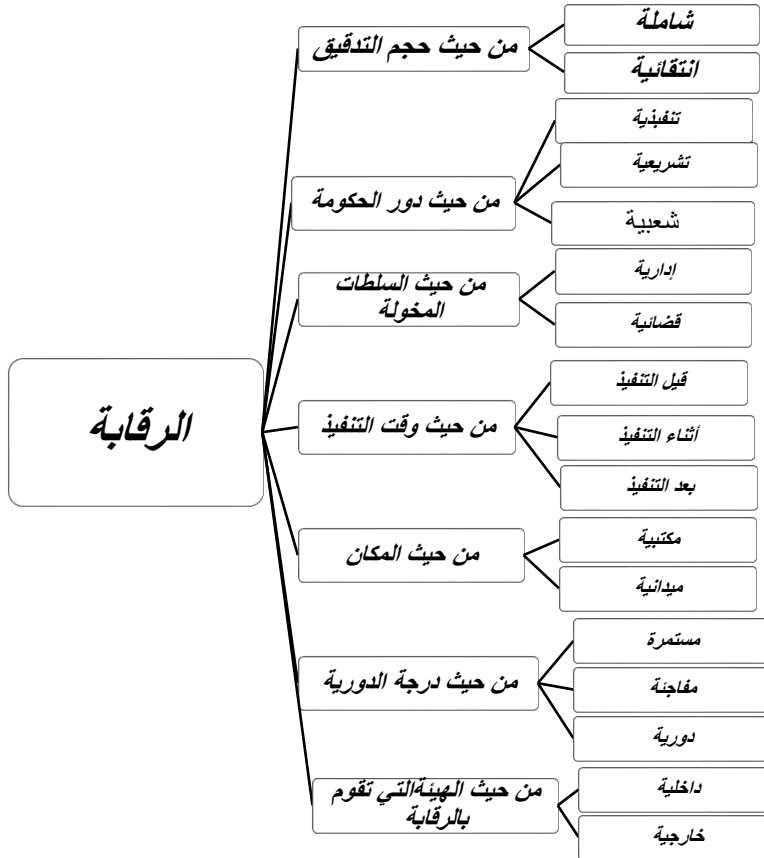 الرقابة
من حيث حجم التدقيق
شاملة
انتقائية
من حيث دور الحكومة
تنفبذية
تشريعية
شعبية
من حيث السلطات
المخولة
إدارية
قضائية
من حيث وقت التنفيذ
قيل التنفيذ
أثناء التنفيذ
بعد التنفيذ
من حيث المكان
مكتبية
ميدانية
من حيث درجة الدورية
مستمرة
مفاجئة
دورية
من حيث الهيئةالتي تقوم
بالرقابة
داخلية
خارجية